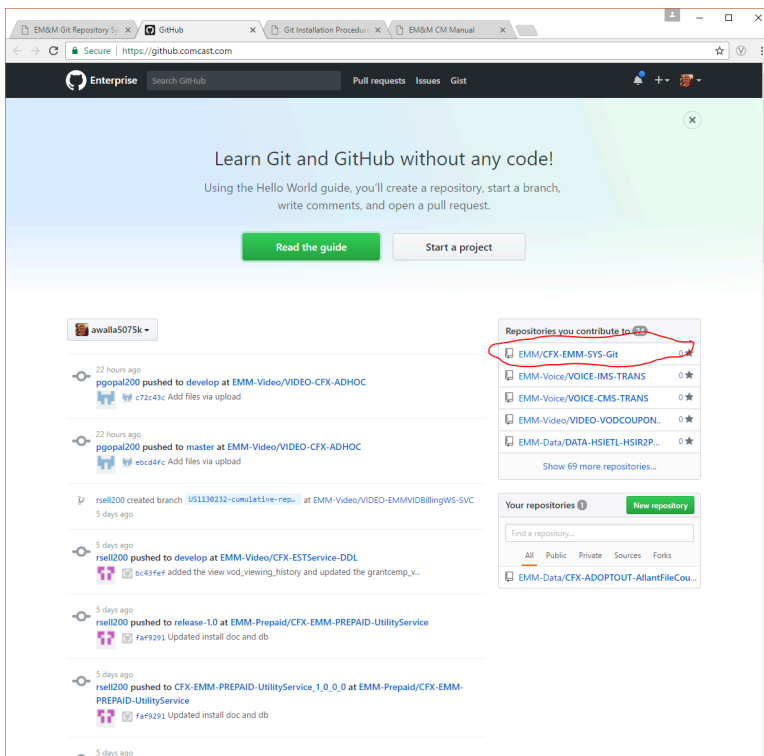 EM&M Git Repository Sy
GitHub
Git Installation Procedure
EM&M CM Manual
Secure | https://github.comcast.com
Enterprise
Search GitHub
Pull requests Issues Gist
Learn Git and GitHub without any code!
Using the Hello World guide, you'll create a repository, start a branch,
write comments, and open a pull request.
Read the guide
Start a project
awalla5075k
22 hours ago
pgopal200 pushed to develop at EMM-Video/VIDEO-CFX-ADHOC
c72c43c Add files via upload
22 hours ago
pgopal200 pushed to master at EMM-Video/VIDEO-CFX-ADHOC
ebcd4fc Add files via upload
rsell200 created branch US1130232-cumulative-rep… at EMM-Video/VIDEO-EMMVIDBillingWS-SVC
5 days ago
5 days ago
rsell200 pushed to develop at EMM-Video/CFX-ESTService-DDL
bc43fef added the view vod_viewing_history and updated the grantcemp_v...
5 days ago
rsell200 pushed to release-1.0 at EMM-Prepaid/CFX-EMM-PREPAID-UtilityService
faf9291 Updated install doc and db
5 days ago
rsell200 pushed to CFX-EMM-PREPAID-UtilityService_1_0_0_0 at EMM-Prepaid/CFX-EMM-
PREPAID-UtilityService
faf9291 Updated install doc and db
5 days ago
Repositories you contribute to 74
EMM/CFX-EMM-SYS-Git 0
EMM-Voice/VOICE-IMS-TRANS 0
EMM-Voice/VOICE-CMS-TRANS 0
EMM-Video/VIDEO-VODCOUPON... 0
EMM-Data/DATA-HSIETL-HSIR2P... 0
Show 69 more repositories...
Your repositories 1
New repository
Find a repository...
All Public Private Sources Forks
EMM-Data/CFX-ADOPTOUT-AllantFileCou...